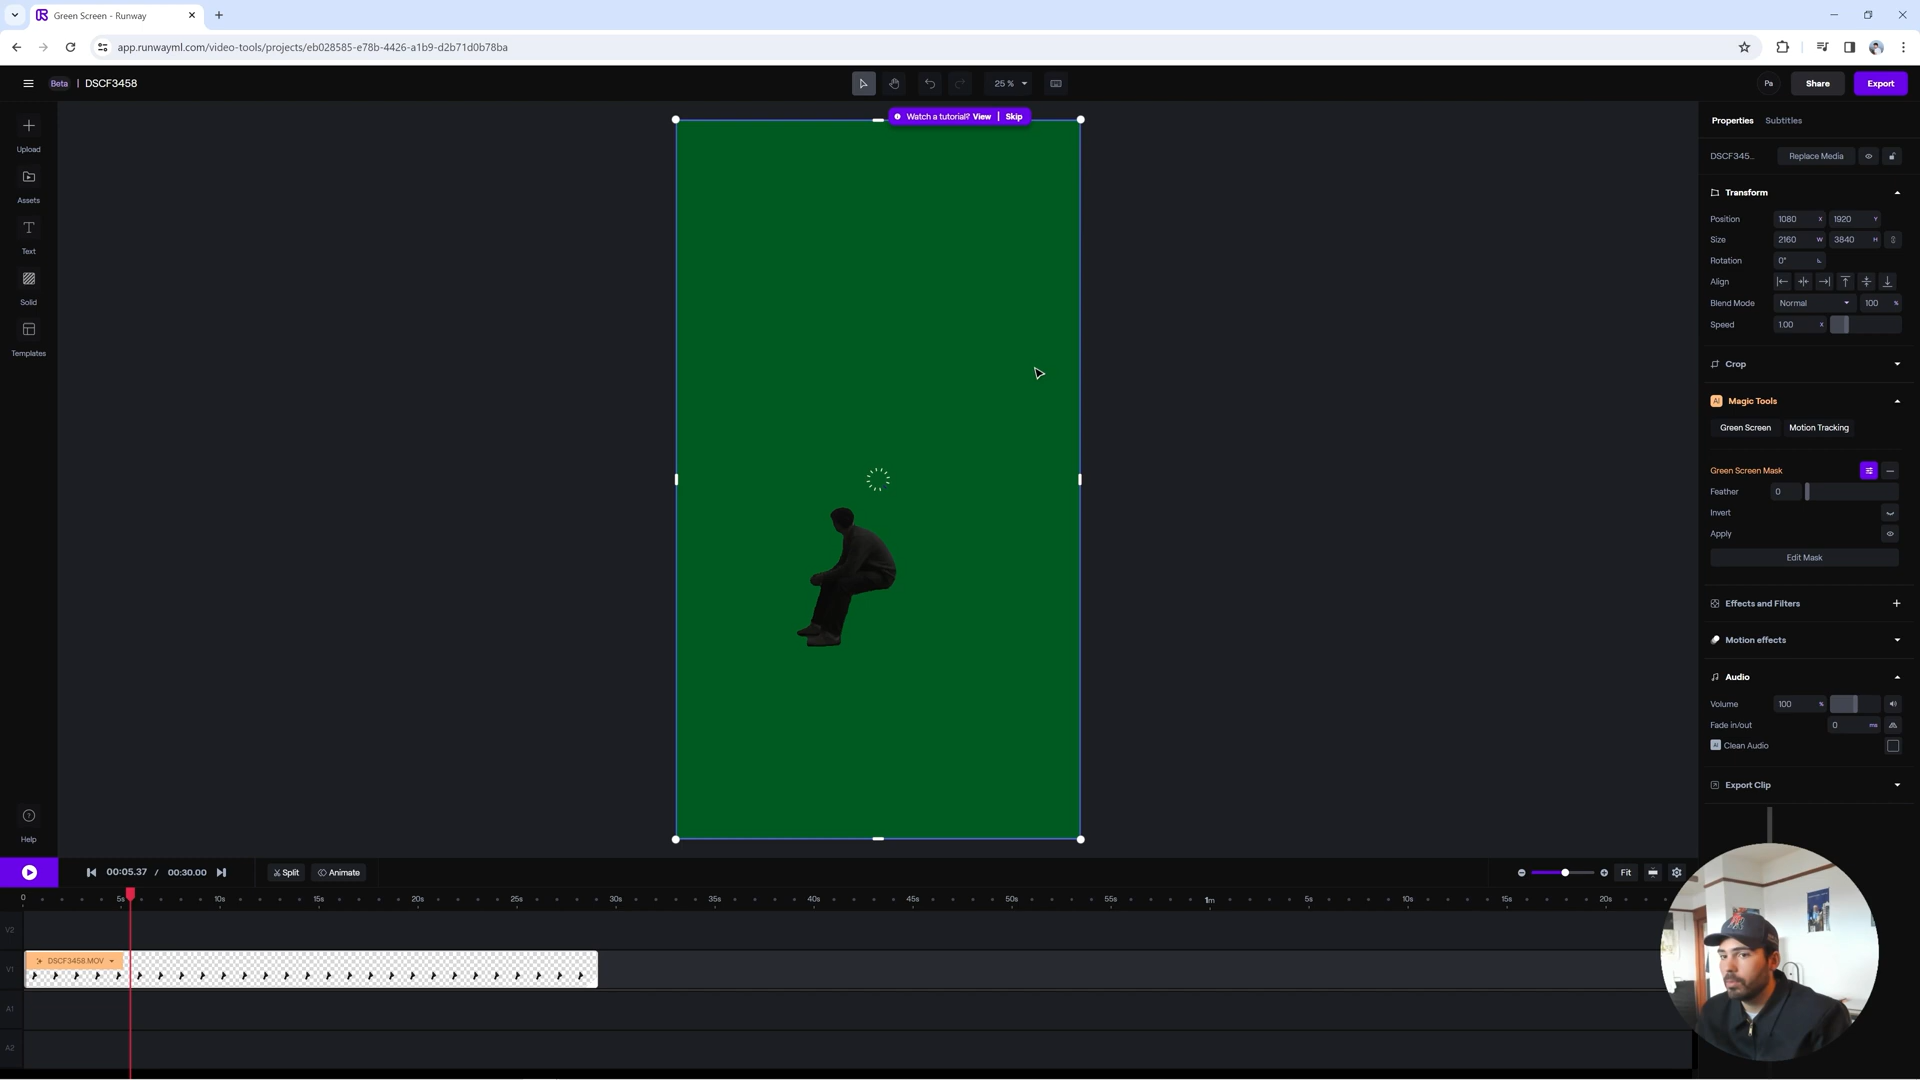 Green Screen - Runway
app.runwayml.com/video-tools/projects/eb028585-e78b-4426-a1b9-d2b71d0b78ba
Beta | DSCF3458
25 %
Pa
Share
Export
Watch a tutorial? View | Skip
Upload
Assets
Text
Solid
Templates
Help
Properties
Subtitles
DSCF345...
Replace Media
Transform
Position 1080 X 1920 Y
Size 2160 W 3840 H
Rotation 0°
Align
Blend Mode Normal 100 %
Speed 1.00 x
Crop
AI Magic Tools
Green Screen
Motion Tracking
Green Screen Mask
Feather 0
Invert
Apply
Edit Mask
Effects and Filters
Motion effects
Audio
Volume 100 %
Fade in/out 0 ms
AI Clean Audio
Export Clip
00:05.37 / 00:30.00
Split
Animate
Fit
0 5s 10s 15s 20s 25s 30s 35s 40s 45s 50s 55s 1m 5s 10s 15s 20s
V2
V1
DSCF3458.MOV
A1
A2